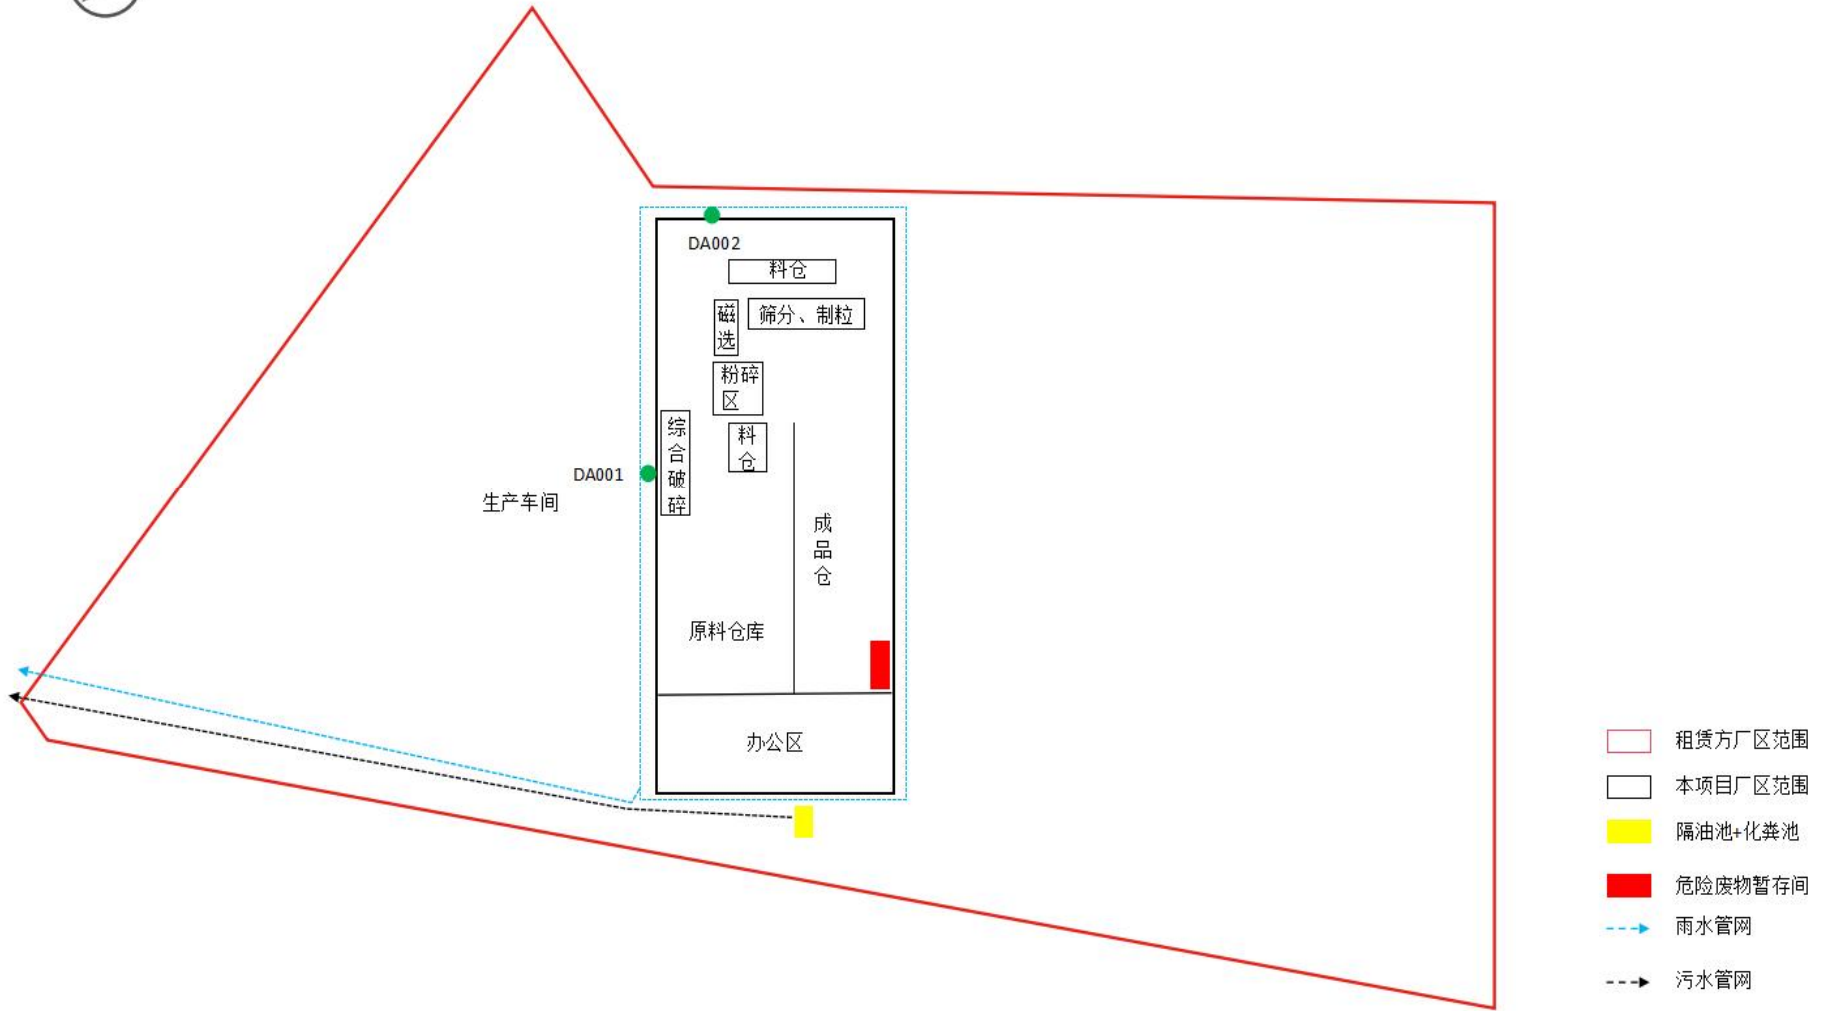 DA002
料仓
磁选
筛分、制粒
粉碎
区
综合破碎
料仓
DA001
生产车间
成品仓
原料仓库
办公区
租赁方厂区范围
本项目厂区范围
隔油池+化粪池
危险废物暂存间
雨水管网
污水管网